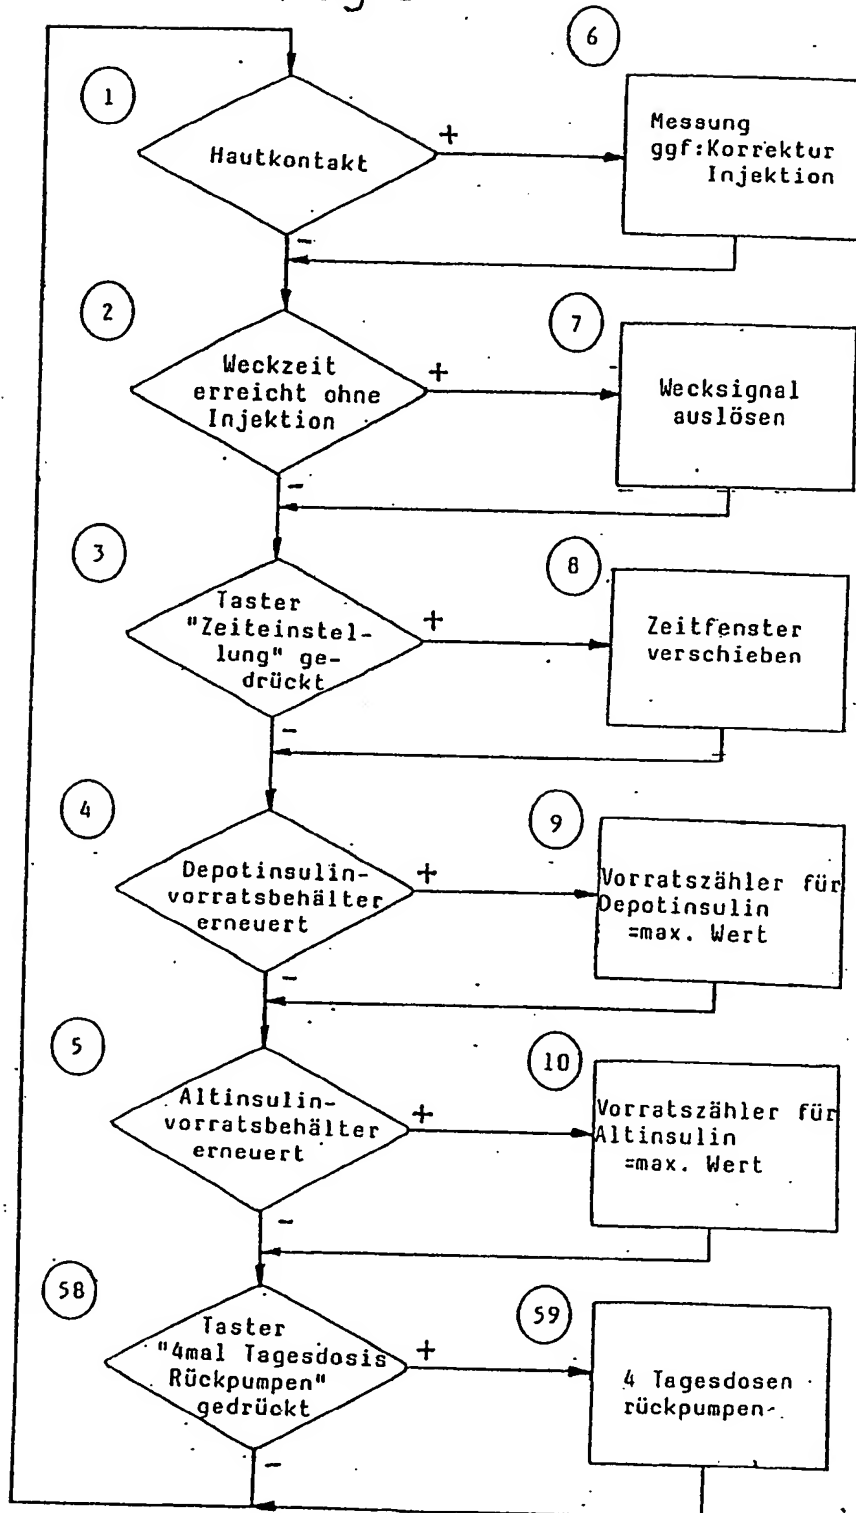 6
1
+
Hautkontakt
Messung
ggf:Korrektur
Injektion
-
2
7
Weckzeit
erreicht ohne
Injektion
+
Wecksignal
auslösen
-
3
8
Taster
"Zeiteinstel-
lung" ge-
drückt
+
Zeitfenster
verschieben
-
4
9
Depotinsulin-
vorratsbehälter
erneuert
+
Vorratszähler für
Depotinsulin
=max. Wert
-
5
10
Altinsulin-
vorratsbehälter
erneuert
+
Vorratszähler für
Altinsulin
=max. Wert
-
58
59
Taster
"4mal Tagesdosis
Rückpumpen"
gedrückt
+
4 Tagesdosen
rückpumpen
-